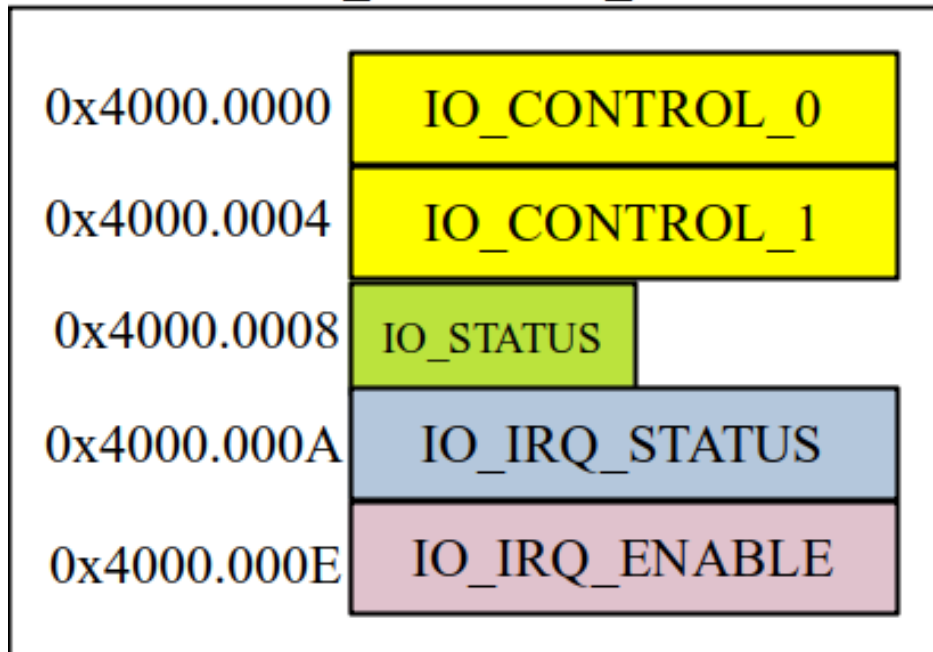 0x4000.0000 IO_CONTROL_0
0x4000.0004 IO_CONTROL_1
0x4000.0008 IO_STATUS
0x4000.000A IO_IRQ_STATUS
0x4000.000E IO_IRQ_ENABLE